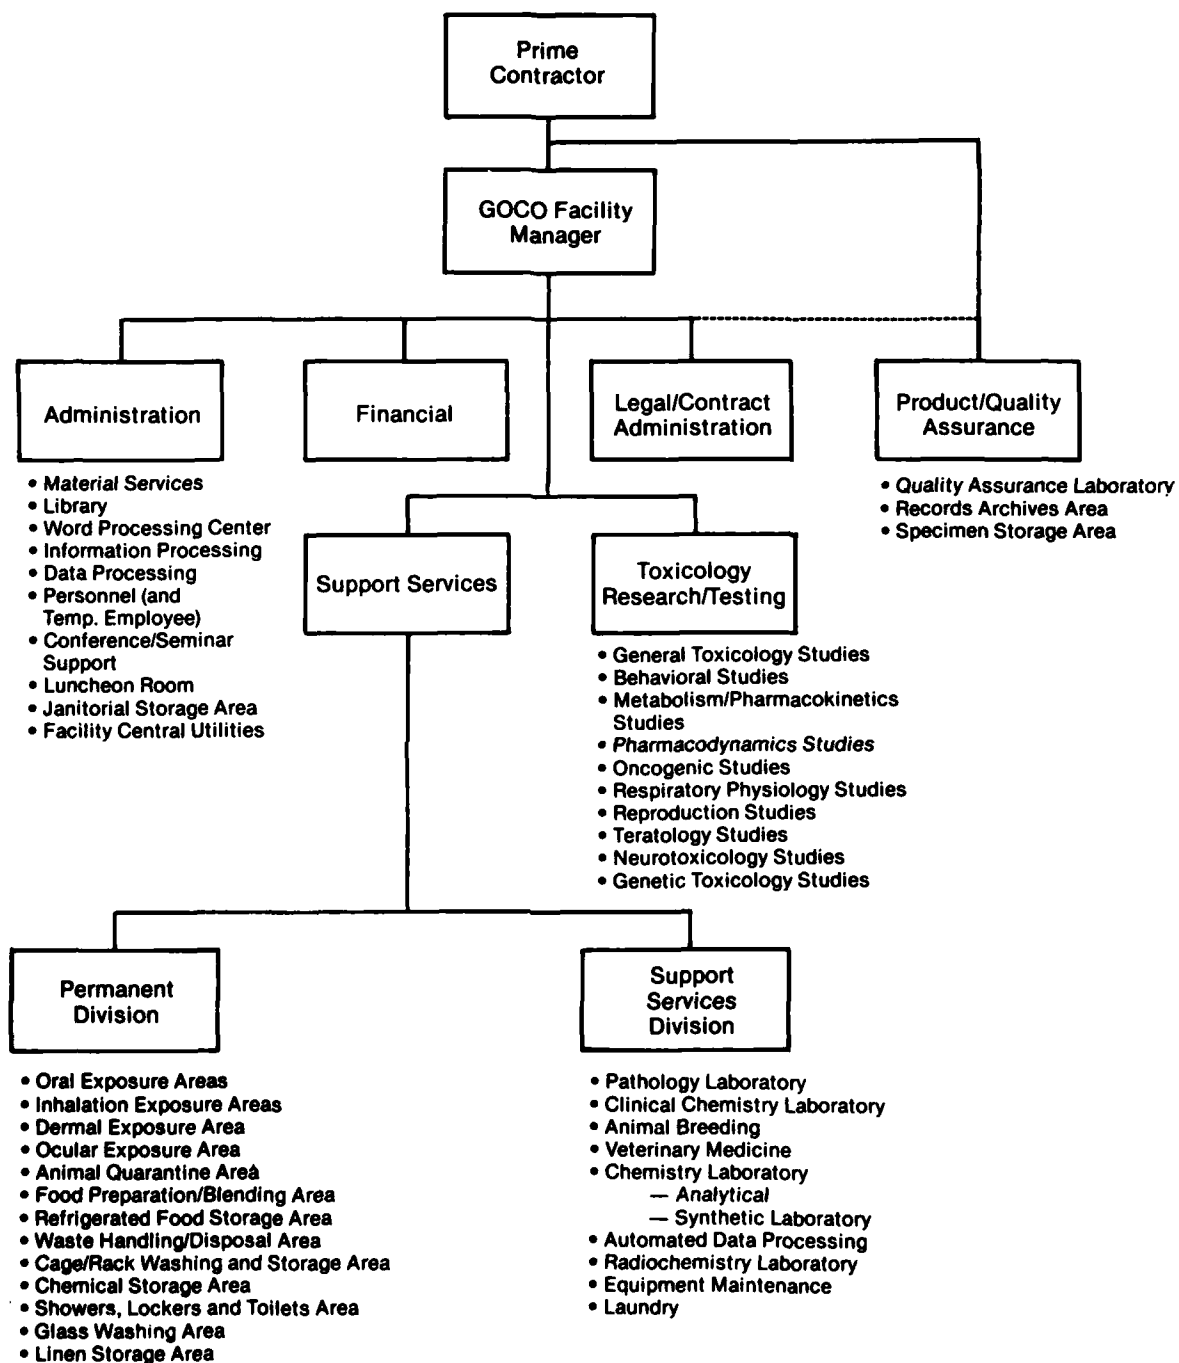 Prime
Contractor
GOCO Facility
Manager
Administration
Financial
Legal/Contract
Administration
Product/Quality
Assurance
• Material Services
• Library
• Word Processing Center
• Information Processing
• Data Processing
• Personnel (and
Temp. Employee)
• Conference/Seminar
Support
• Luncheon Room
• Janitorial Storage Area
• Facility Central Utilities
• Quality Assurance Laboratory
• Records Archives Area
• Specimen Storage Area
Support Services
Toxicology
Research/Testing
• General Toxicology Studies
• Behavioral Studies
• Metabolism/Pharmacokinetics
Studies
• Pharmacodynamics Studies
• Oncogenic Studies
• Respiratory Physiology Studies
• Reproduction Studies
• Teratology Studies
• Neurotoxicology Studies
• Genetic Toxicology Studies
Permanent
Division
Support
Services
Division
• Oral Exposure Areas
• Inhalation Exposure Areas
• Dermal Exposure Area
• Ocular Exposure Area
• Animal Quarantine Area
• Food Preparation/Blending Area
• Refrigerated Food Storage Area
• Waste Handling/Disposal Area
• Cage/Rack Washing and Storage Area
• Chemical Storage Area
• Showers, Lockers and Toilets Area
• Glass Washing Area
• Linen Storage Area
• Pathology Laboratory
• Clinical Chemistry Laboratory
• Animal Breeding
• Veterinary Medicine
• Chemistry Laboratory
— Analytical
— Synthetic Laboratory
• Automated Data Processing
• Radiochemistry Laboratory
• Equipment Maintenance
• Laundry